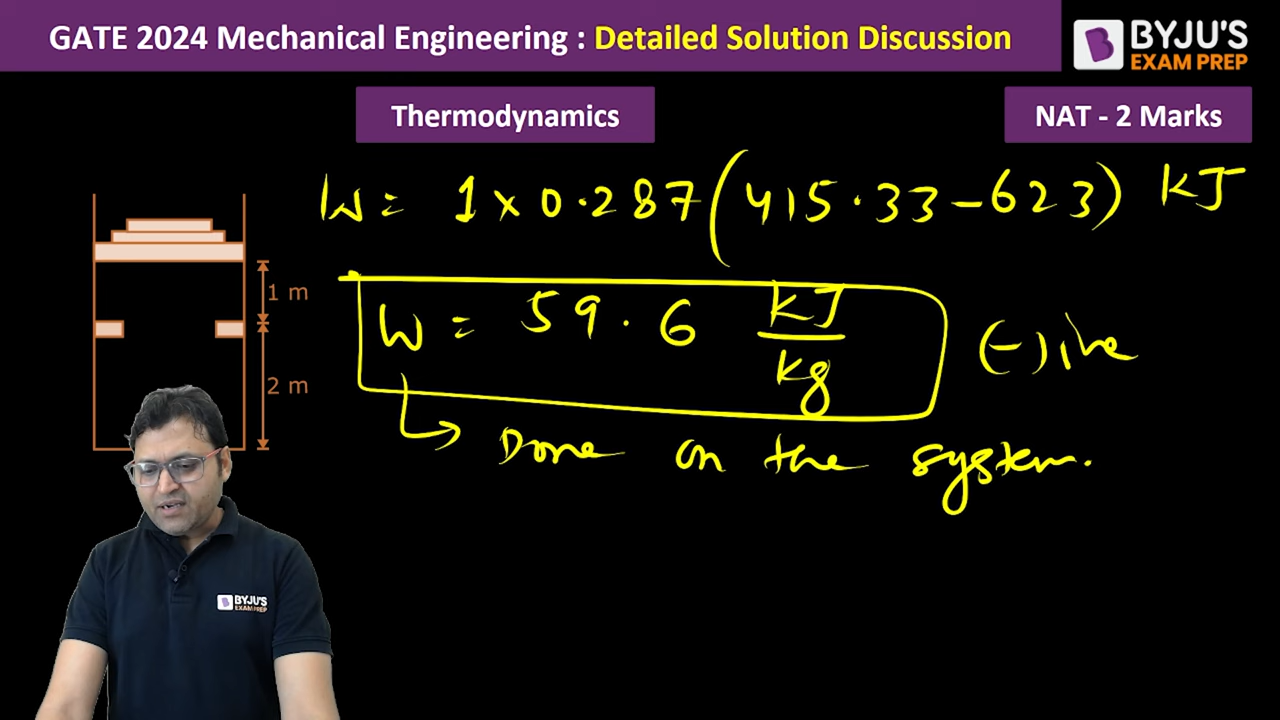 GATE 2024 Mechanical Engineering : Detailed Solution Discussion
BYJU'S
EXAM PREP
Thermodynamics
NAT - 2 Marks
W = 1 × 0.287 (415.33 - 623) KJ
1 m
W = 59.6 KJ/kg (-)ive
2 m
Done on the system.
BYJU'S
EXAM PREP